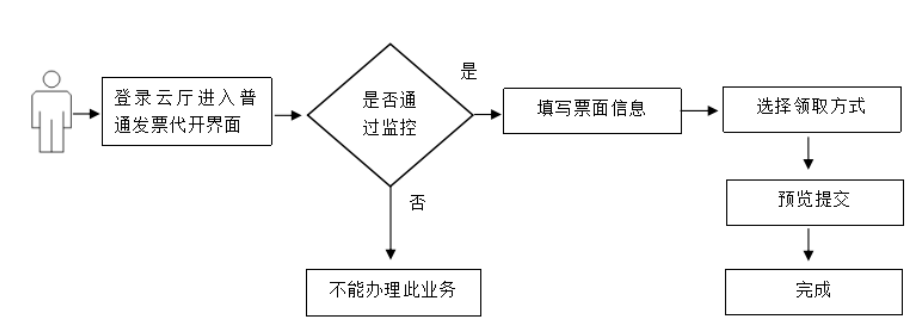 登录云厅进入普
通发票代开界面
是否通
过监控
是
填写票面信息
选择领取方式
否
预览提交
不能办理此业务
完成